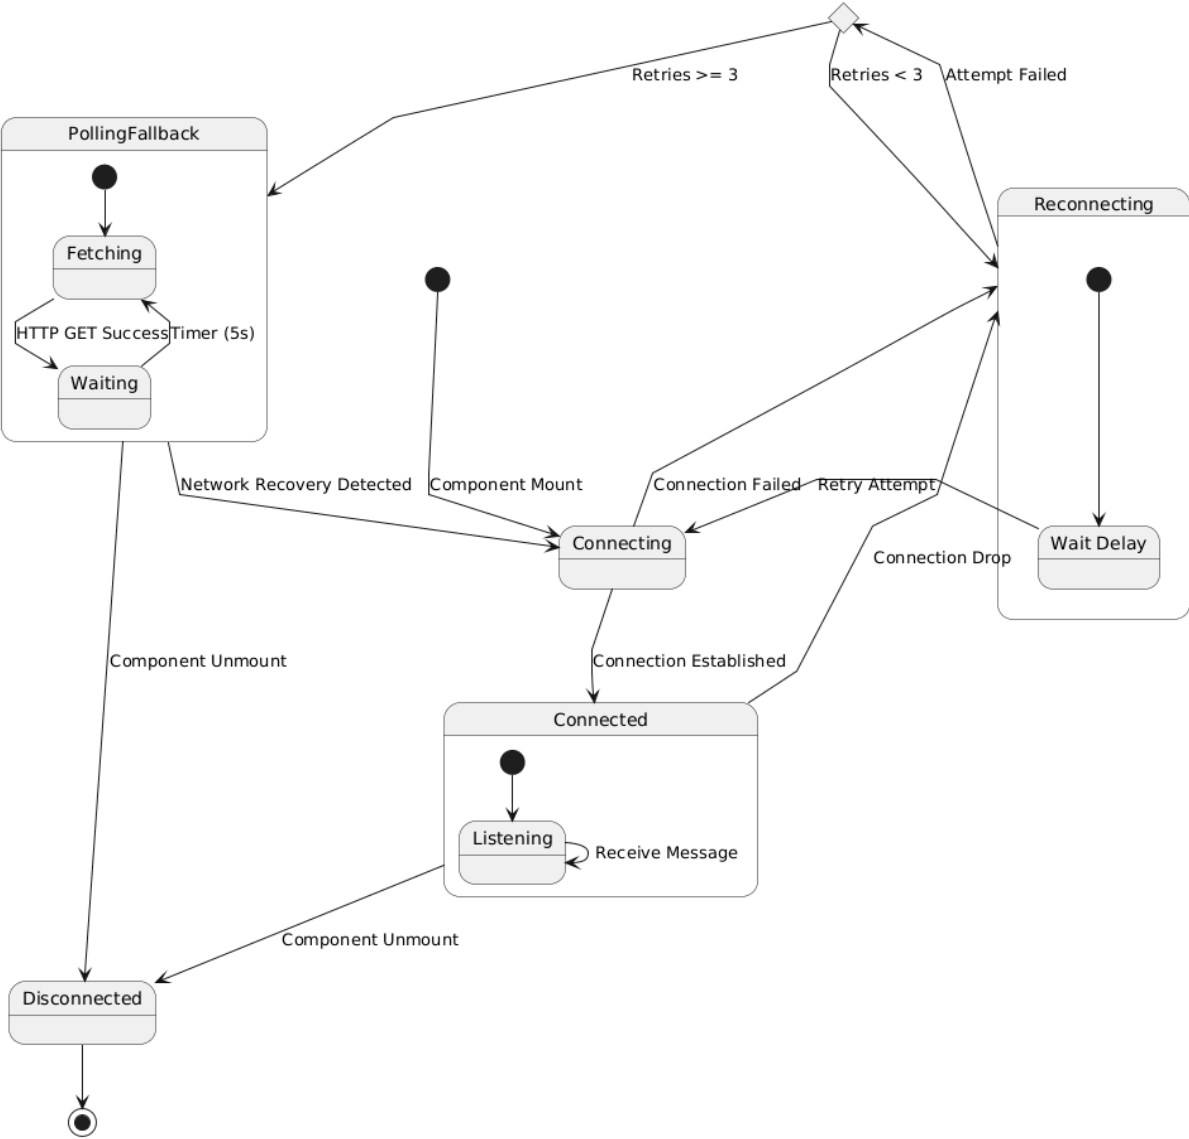 Retries >= 3
Retries < 3
Attempt Failed
PollingFallback
Reconnecting
Fetching
HTTP GET Success
Timer (5s)
Waiting
Network Recovery Detected
Component Mount
Connection Failed
Retry Attempt
Connecting
Wait Delay
Connection Drop
Component Unmount
Connection Established
Connected
Listening
Receive Message
Component Unmount
Disconnected